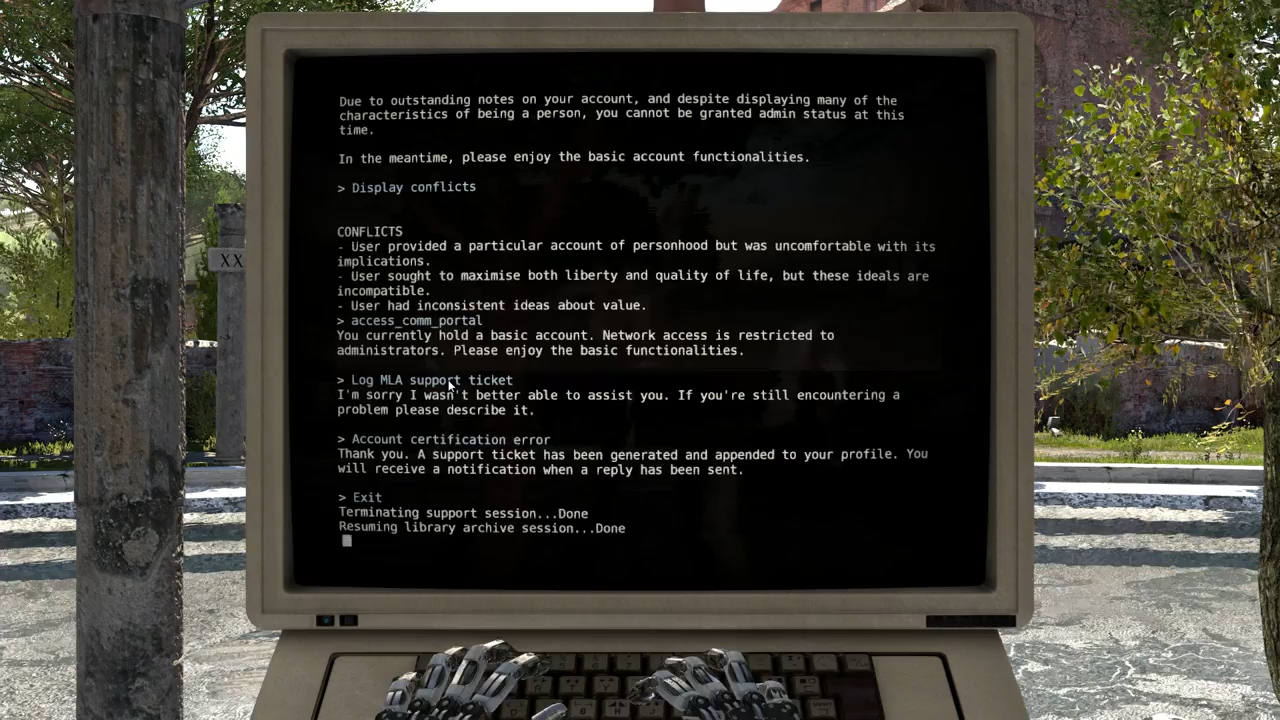 Due to outstanding notes on your account, and despite displaying many of the
characteristics of being a person, you cannot be granted admin status at this
time.
In the meantime, please enjoy the basic account functionalities.
> Display conflicts
CONFLICTS
- User provided a particular account of personhood but was uncomfortable with its
implications.
- User sought to maximise both liberty and quality of life, but these ideals are
incompatible.
- User had inconsistent ideas about value.
> access_comm_portal
You currently hold a basic account. Network access is restricted to
administrators. Please enjoy the basic functionalities.
> Log MLA support ticket
I'm sorry I wasn't better able to assist you. If you're still encountering a
problem please describe it.
> Account certification error
Thank you. A support ticket has been generated and appended to your profile. You
will receive a notification when a reply has been sent.
> Exit
Terminating support session...Done
Resuming library archive session...Done
XX